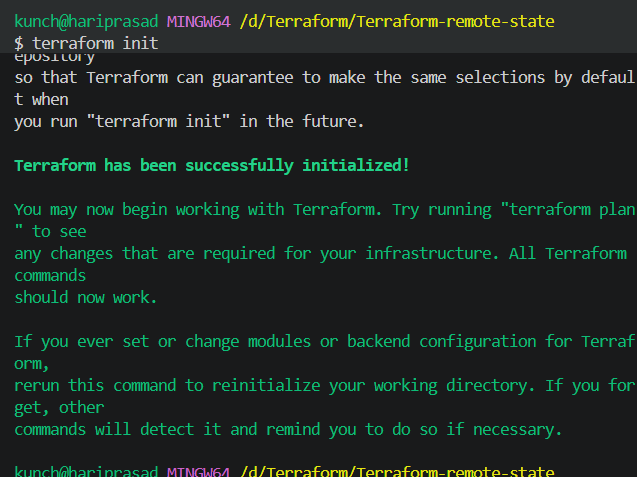 kunch@hariprasad MINGW64 /d/Terraform/Terraform-remote-state
$ terraform init
epository
so that Terraform can guarantee to make the same selections by defaul
t when
you run "terraform init" in the future.
Terraform has been successfully initialized!
You may now begin working with Terraform. Try running "terraform plan
" to see
any changes that are required for your infrastructure. All Terraform
commands
should now work.
If you ever set or change modules or backend configuration for Terraf
orm,
rerun this command to reinitialize your working directory. If you for
get, other
commands will detect it and remind you to do so if necessary.
kunch@hariprasad MINGW64 /d/Terraform/Terraform-remote-state